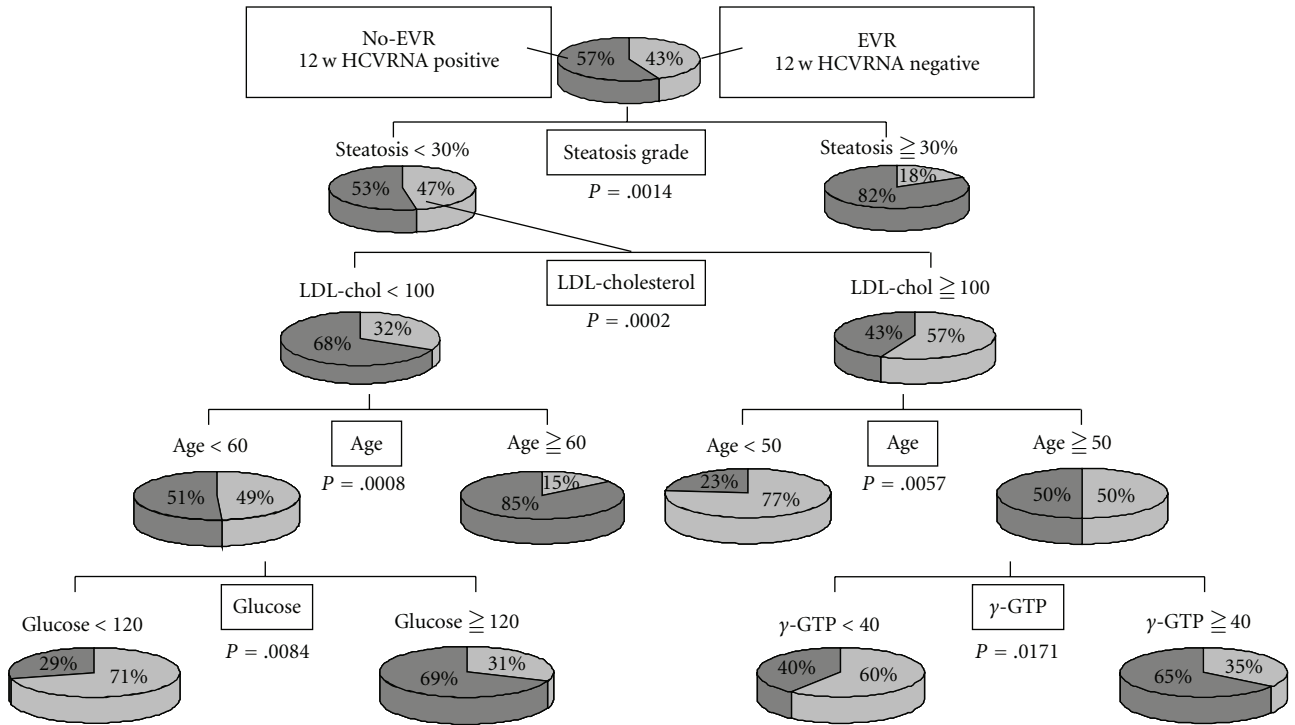 No-EVR
12 w HCVRNA positive
57%
43%
EVR
12 w HCVRNA negative
Steatosis < 30%
Steatosis grade
Steatosis ≧ 30%
53%
47%
P = .0014
18%
82%
LDL-chol < 100
LDL-cholesterol
LDL-chol ≧ 100
32%
68%
P = .0002
43%
57%
Age < 60
Age
Age ≧ 60
Age < 50
Age
Age ≧ 50
51%
49%
P = .0008
15%
85%
23%
77%
P = .0057
50%
50%
Glucose < 120
Glucose
Glucose ≧ 120
γ-GTP < 40
γ-GTP
γ-GTP ≧ 40
29%
71%
P = .0084
31%
69%
40%
60%
P = .0171
35%
65%